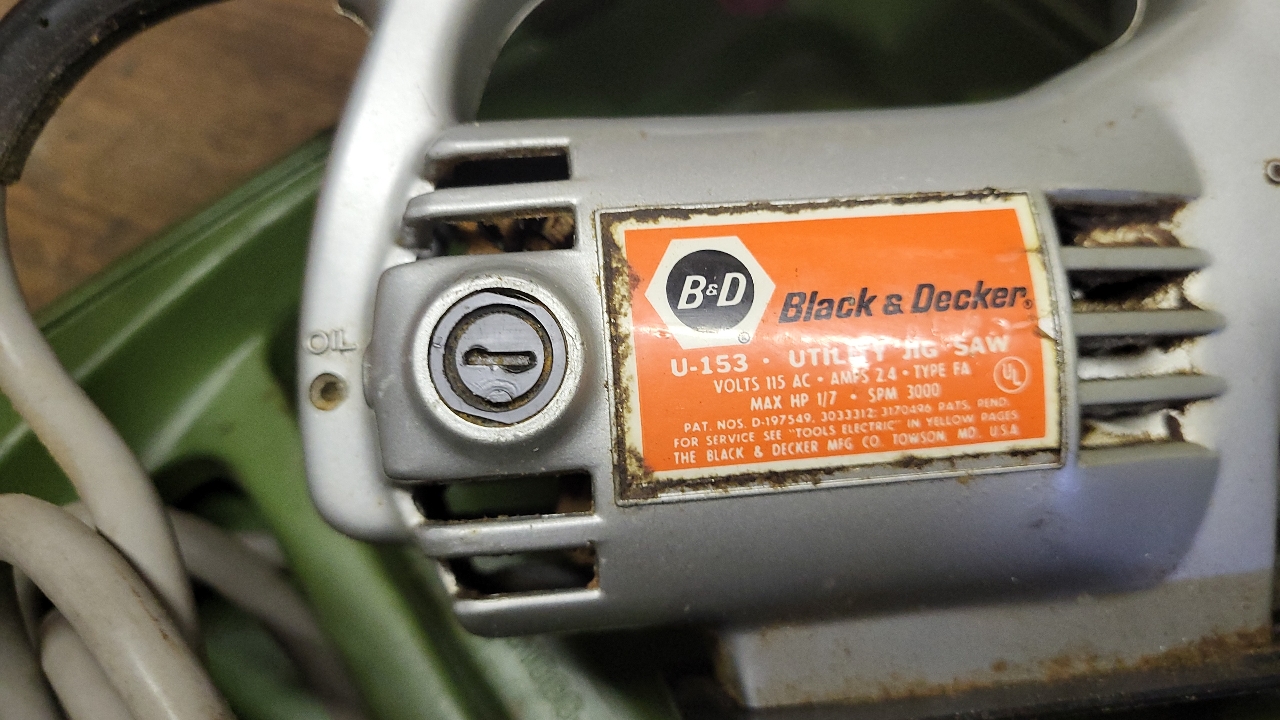 OIL
B&D
Black & Decker®
®
U-153 • UTILITY JIG SAW
VOLTS 115 AC • AMPS 2.4 • TYPE FA
UL
MAX HP 1/7 • SPM 3000
PAT. NOS. D-197549, 3033312; 3170496 PATS. PEND.
FOR SERVICE SEE "TOOLS ELECTRIC" IN YELLOW PAGES
THE BLACK & DECKER MFG CO. TOWSON, MD., U.S.A.